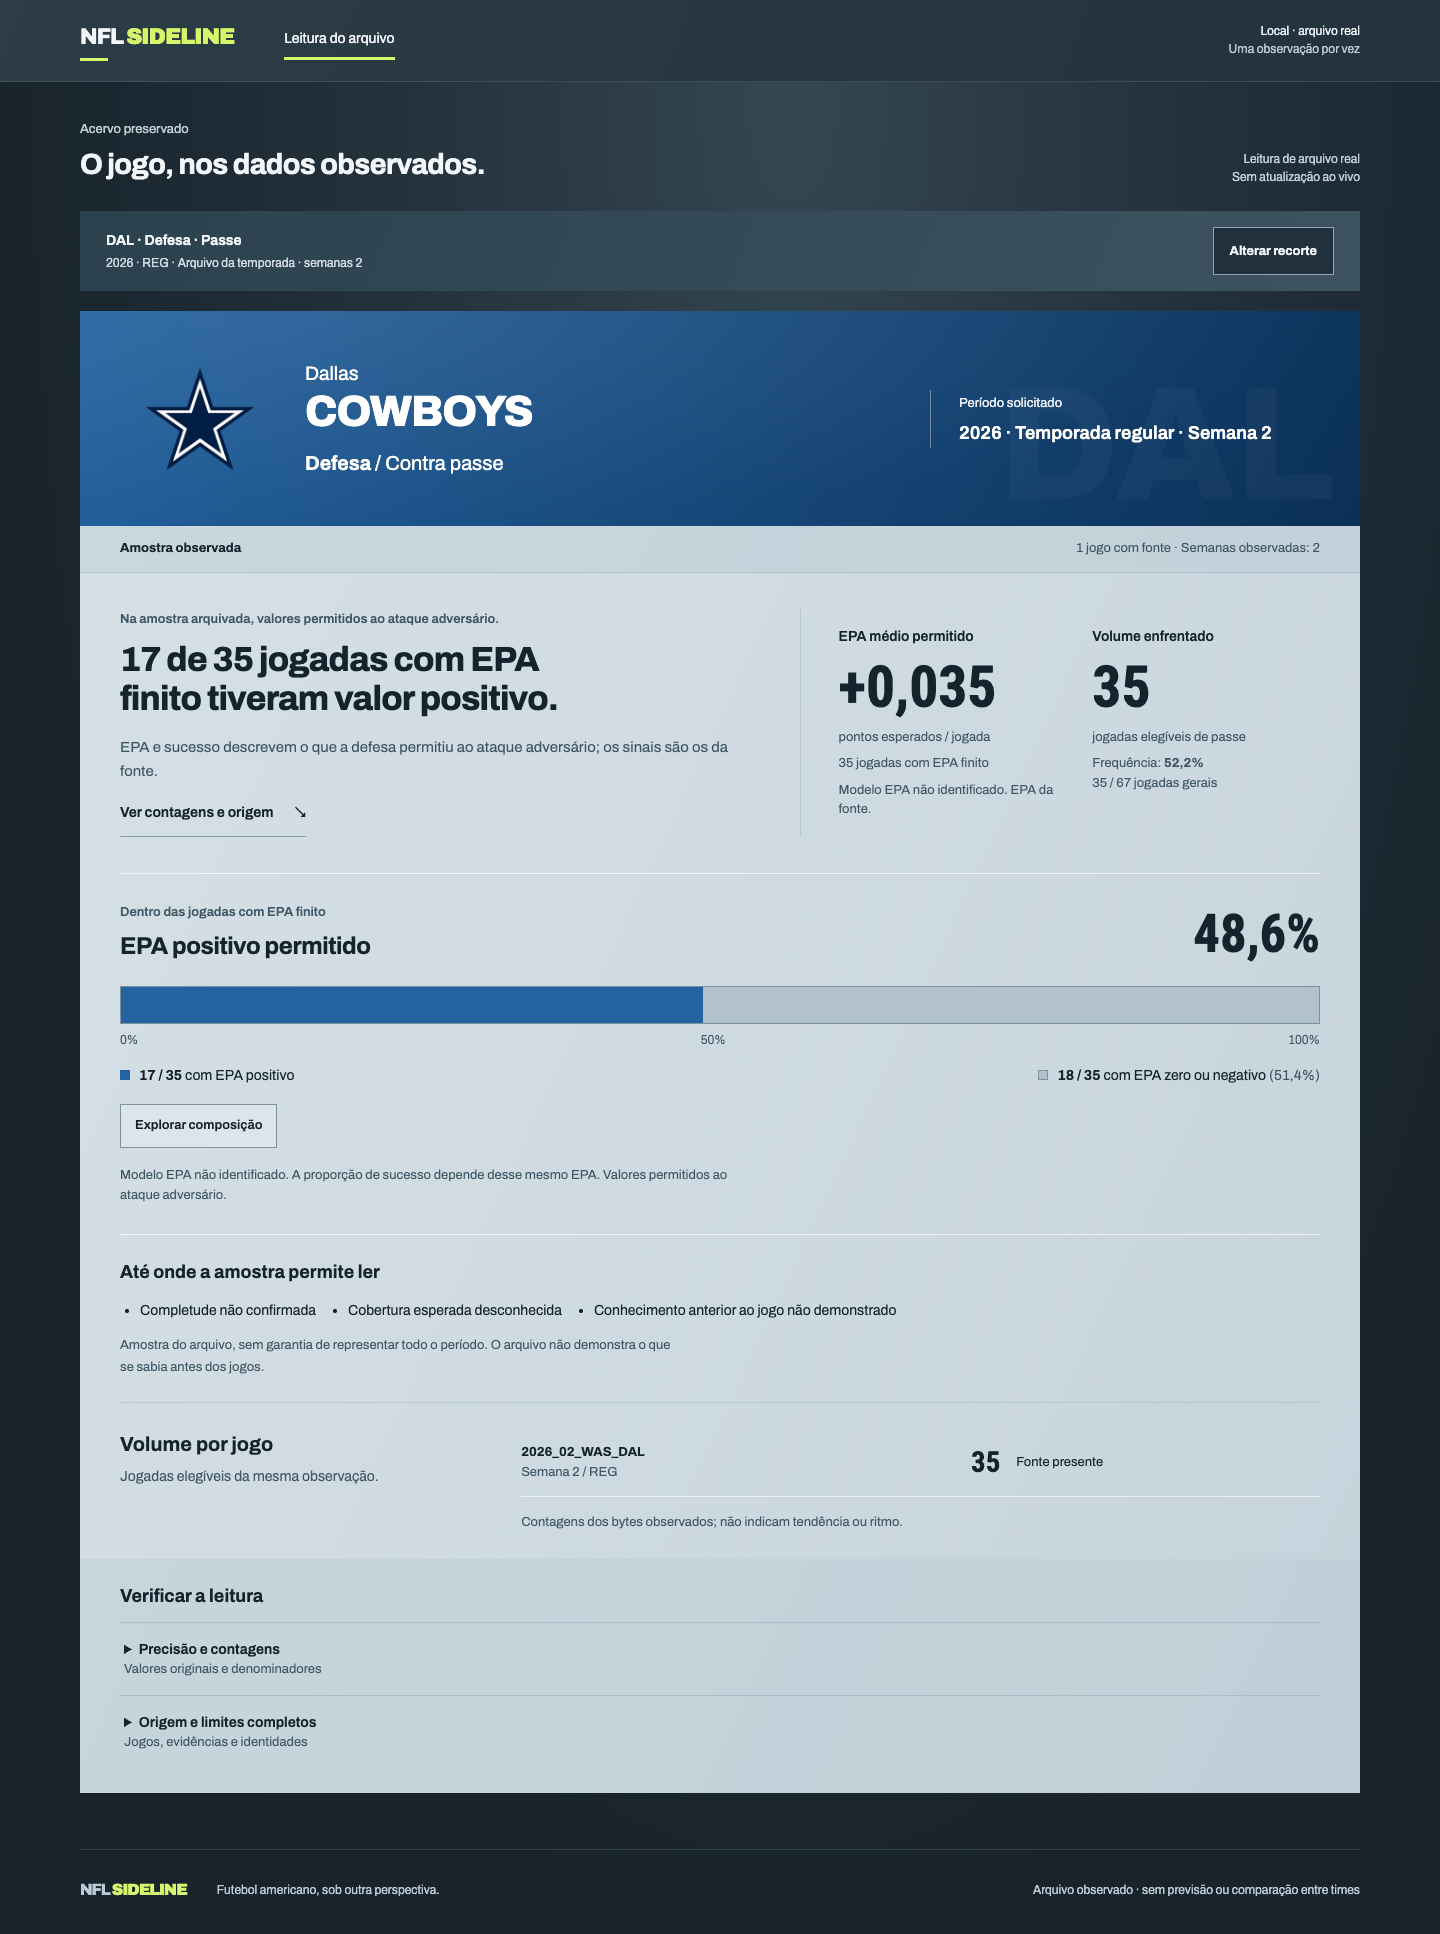 NFL SIDELINE
Leitura do arquivo
Local · arquivo real
Uma observação por vez
Acervo preservado
O jogo, nos dados observados.
Leitura de arquivo real
Sem atualização ao vivo
DAL · Defesa · Passe
2026 · REG · Arquivo da temporada · semanas 2
Alterar recorte
Dallas
COWBOYS
Defesa / Contra passe
DAL
Período solicitado
2026 · Temporada regular · Semana 2
Amostra observada
1 jogo com fonte · Semanas observadas: 2
Na amostra arquivada, valores permitidos ao ataque adversário.
17 de 35 jogadas com EPA
finito tiveram valor positivo.
EPA e sucesso descrevem o que a defesa permitiu ao ataque adversário; os sinais são os da
fonte.
Ver contagens e origem ↘
EPA médio permitido
+0,035
pontos esperados / jogada
35 jogadas com EPA finito
Modelo EPA não identificado. EPA da
fonte.
Volume enfrentado
35
jogadas elegíveis de passe
Frequência: 52,2%
35 / 67 jogadas gerais
Dentro das jogadas com EPA finito
EPA positivo permitido
48,6%
0%
50%
100%
17 / 35 com EPA positivo
18 / 35 com EPA zero ou negativo (51,4%)
Explorar composição
Modelo EPA não identificado. A proporção de sucesso depende desse mesmo EPA. Valores permitidos ao
ataque adversário.
Até onde a amostra permite ler
• Completude não confirmada
• Cobertura esperada desconhecida
• Conhecimento anterior ao jogo não demonstrado
Amostra do arquivo, sem garantia de representar todo o período. O arquivo não demonstra o que
se sabia antes dos jogos.
Volume por jogo
Jogadas elegíveis da mesma observação.
2026_02_WAS_DAL
Semana 2 / REG
35 Fonte presente
Contagens dos bytes observados; não indicam tendência ou ritmo.
Verificar a leitura
▶ Precisão e contagens
Valores originais e denominadores
▶ Origem e limites completos
Jogos, evidências e identidades
NFL SIDELINE
Futebol americano, sob outra perspectiva.
Arquivo observado · sem previsão ou comparação entre times